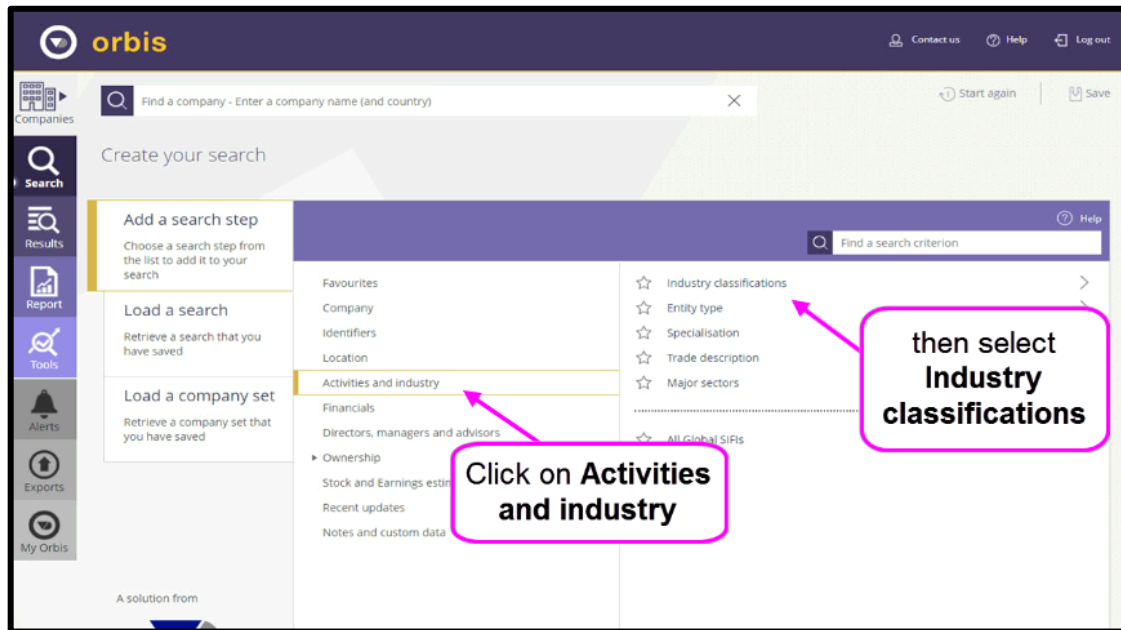 orbis
Contact us
Help
Log out
Companies
Find a company - Enter a company name (and country)
Start again
Save
Create your search
Search
Results
Report
Tools
Alerts
Exports
My Orbis
Add a search step
Choose a search step from
the list to add it to your
search
Load a search
Retrieve a search that you
have saved
Load a company set
Retrieve a company set that
you have saved
A solution from
Help
Find a search criterion
Favourites
Company
Identifiers
Location
Activities and industry
Financials
Directors, managers and advisors
Ownership
Stock and Earnings
Recent updates
Notes and custom data
Industry classifications
Entity type
Specialisation
Trade description
Major sectors
All Global SIFIs
Click on Activities
and industry
then select
Industry
classifications